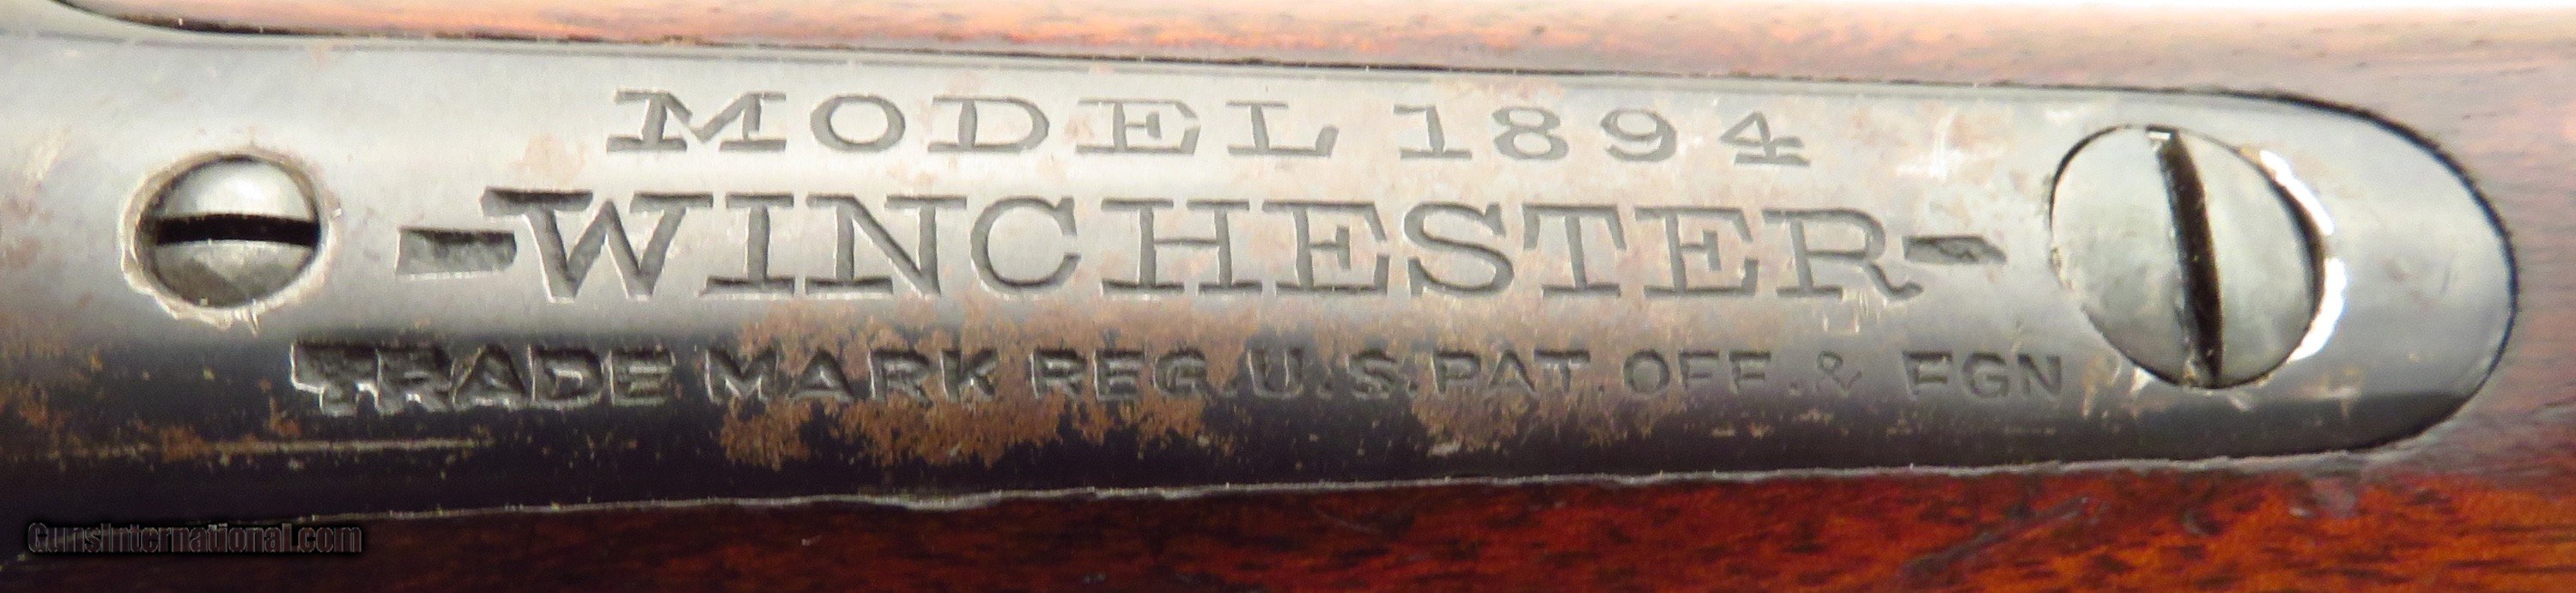 MODEL 1894
-WINCHESTER-
TRADE MARK REG. U.S. PAT. OFF. & FGN
GunsInternational.com